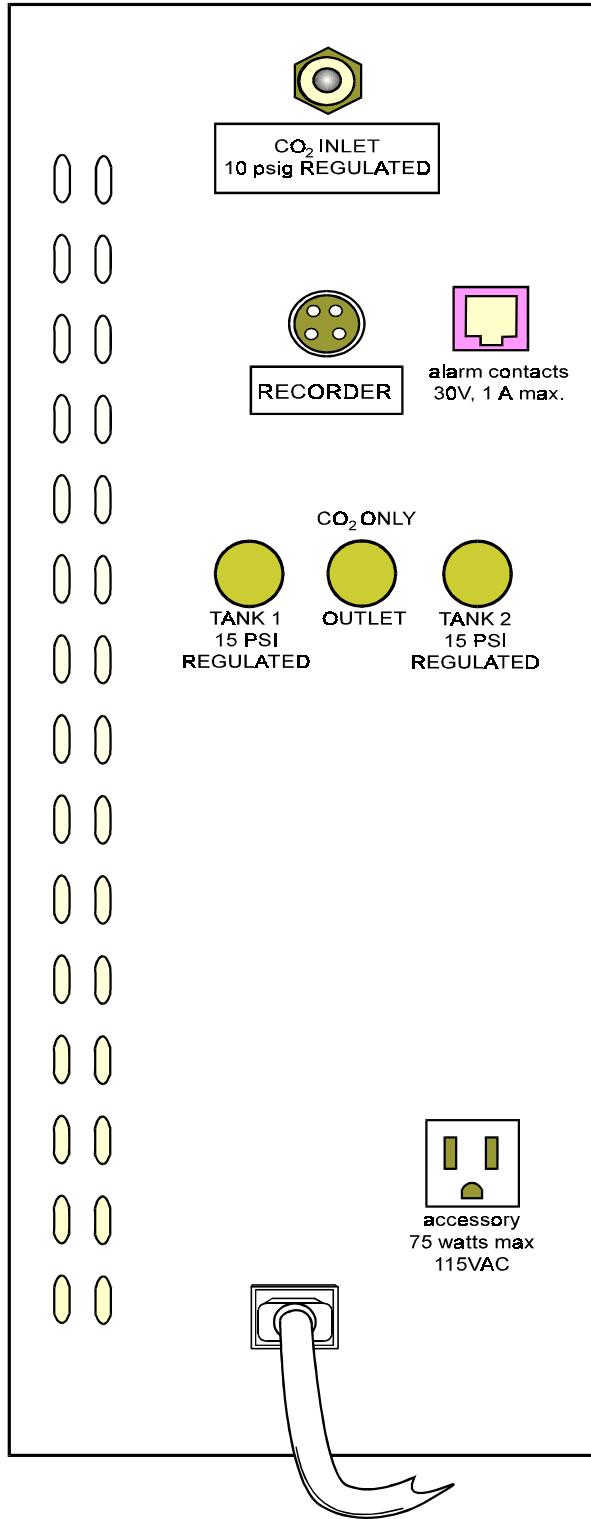 CO₂ INLET
10 psig REGULATED
RECORDER
alarm contacts
30V, 1 A max.
CO₂ ONLY
TANK 1
15 PSI
REGULATED
OUTLET
TANK 2
15 PSI
REGULATED
accessory
75 watts max
115VAC